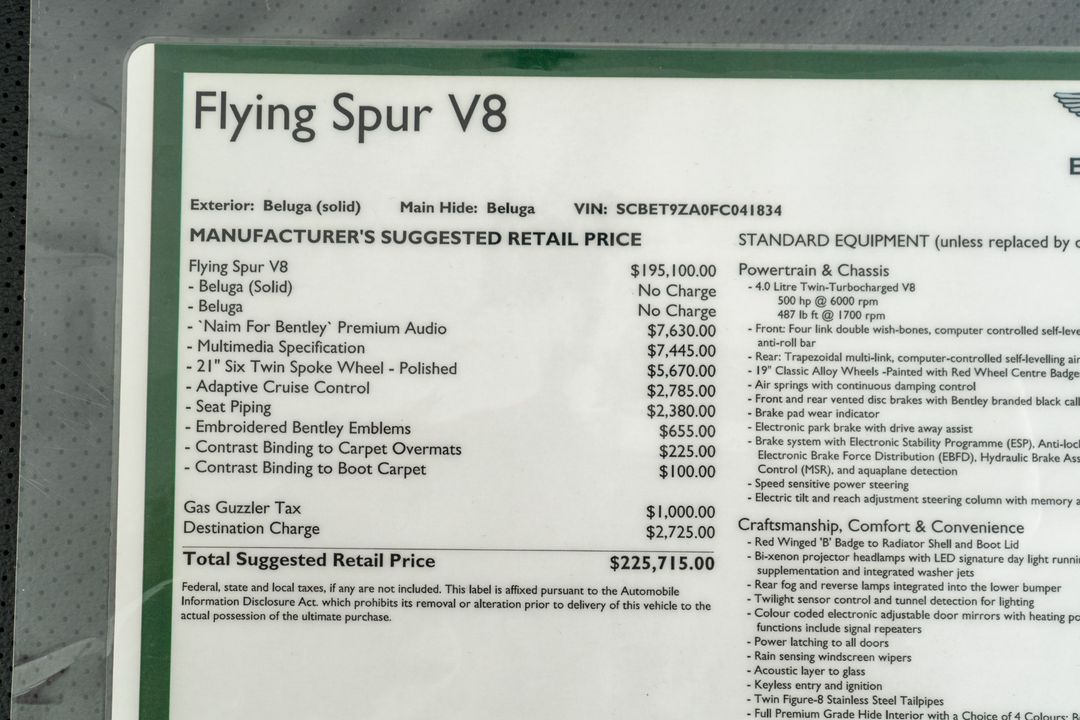 Flying Spur V8
Exterior: Beluga (solid) Main Hide: Beluga VIN: SCBET9ZA0FC041834
MANUFACTURER'S SUGGESTED RETAIL PRICE
Flying Spur V8 $195,100.00
- Beluga (Solid) No Charge
- Beluga No Charge
- `Naim For Bentley` Premium Audio $7,630.00
- Multimedia Specification $7,445.00
- 21" Six Twin Spoke Wheel - Polished $5,670.00
- Adaptive Cruise Control $2,785.00
- Seat Piping $2,380.00
- Embroidered Bentley Emblems $655.00
- Contrast Binding to Carpet Overmats $225.00
- Contrast Binding to Boot Carpet $100.00
Gas Guzzler Tax $1,000.00
Destination Charge $2,725.00
Total Suggested Retail Price $225,715.00
Federal, state and local taxes, if any are not included. This label is affixed pursuant to the Automobile
Information Disclosure Act. which prohibits its removal or alteration prior to delivery of this vehicle to the
actual possession of the ultimate purchase.
STANDARD EQUIPMENT (unless replaced by
Powertrain & Chassis
- 4.0 Litre Twin-Turbocharged V8
500 hp @ 6000 rpm
487 lb ft @ 1700 rpm
- Front: Four link double wish-bones, computer controlled
anti-roll bar
- Rear: Trapezoidal multi-link, computer-controlled self-levelling
- 19" Classic Alloy Wheels -Painted with Red Wheel Centre Badge
- Air springs with continuous damping control
- Front and rear vented disc brakes with Bentley branded black
- Brake pad wear indicator
- Electronic park brake with drive away assist
- Brake system with Electronic Stability Programme (ESP),
Electronic Brake Force Distribution (EBFD), Hydraulic Brake
Control (MSR), and aquaplane detection
- Speed sensitive power steering
- Electric tilt and reach adjustment steering column with memory
Craftsmanship, Comfort & Convenience
- Red Winged 'B' Badge to Radiator Shell and Boot Lid
- Bi-xenon projector headlamps with LED signature day light
supplementation and integrated washer jets
- Rear fog and reverse lamps integrated into the lower bumper
- Twilight sensor control and tunnel detection for lighting
- Colour coded electronic adjustable door mirrors with heating
functions include signal repeaters
- Power latching to all doors
- Rain sensing windscreen wipers
- Acoustic layer to glass
- Keyless entry and ignition
- Twin Figure-8 Stainless Steel Tailpipes
- Full Premium Grade Hide Interior with a Choice of 4 Colours: